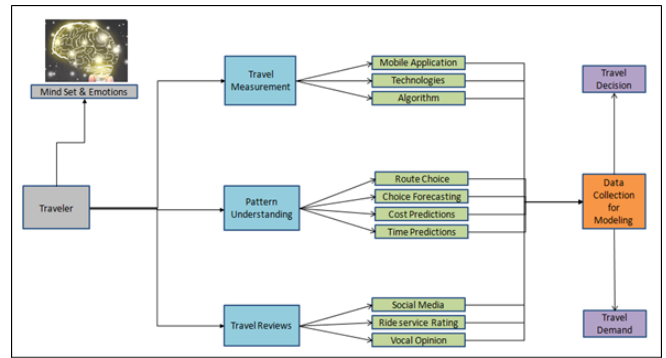 Mind Set & Emotions
Traveler
Travel
Measurement
Pattern
Understanding
Travel Reviews
Mobile Application
Technologies
Algorithm
Route Choice
Choice Forecasting
Cost Predictions
Time Predictions
Social Media
Ride service Rating
Vocal Opinion
Travel
Decision
Data
Collection
for
Modeling
Travel
Demand